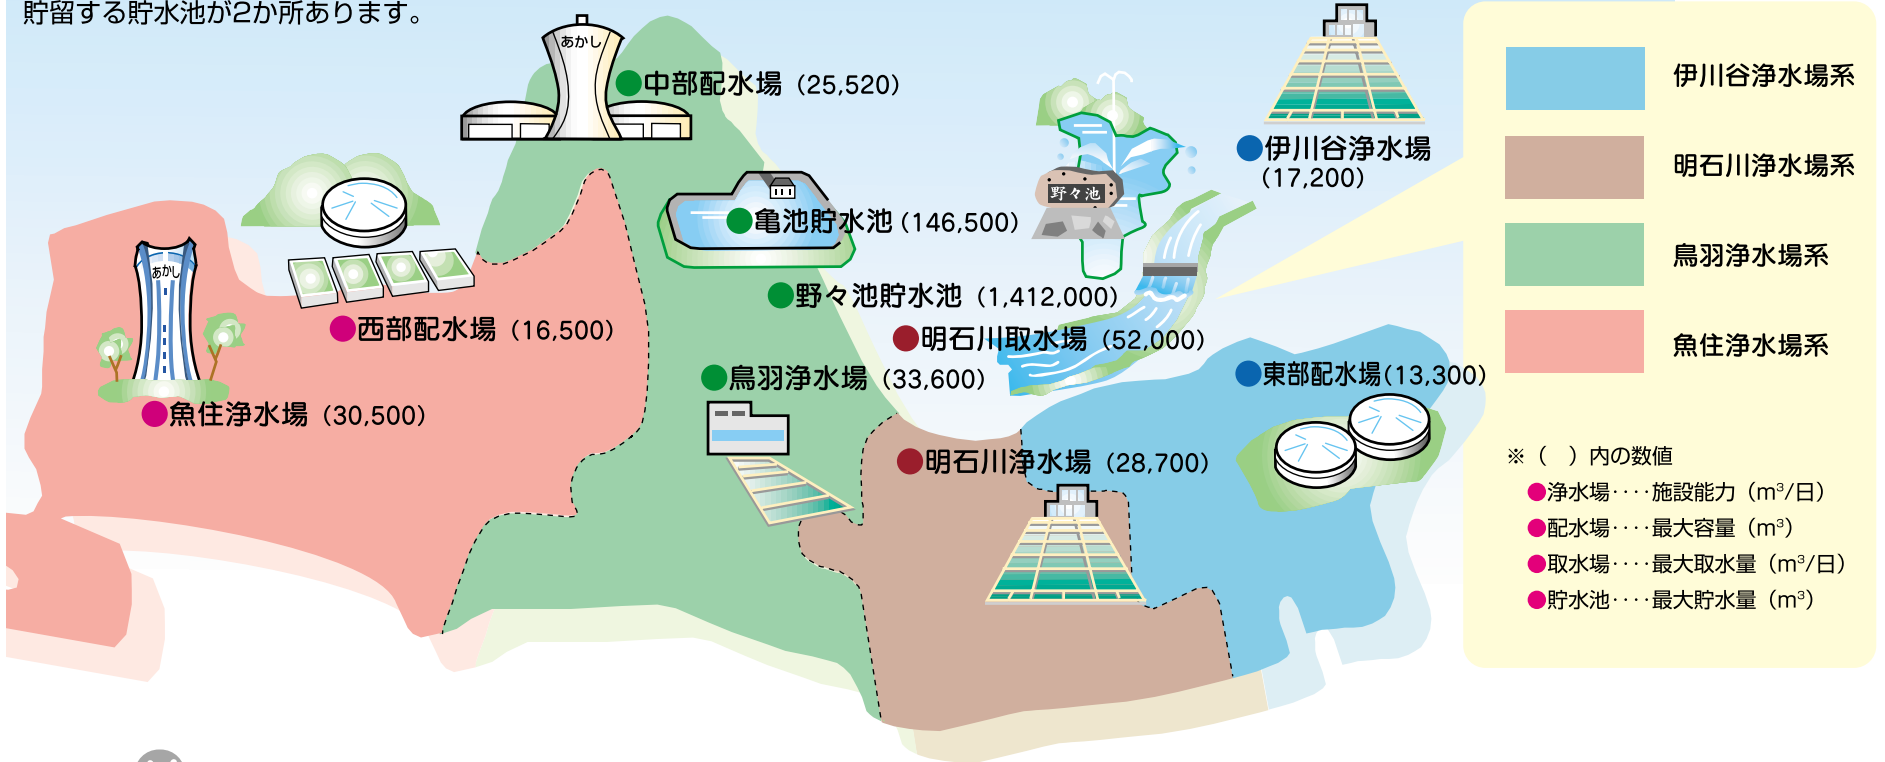 貯留する貯水池が2か所あります。
あかし
●中部配水場（25,520）
●伊川谷浄水場
（17,200）
野々池
●亀池貯水池（146,500）
あかし
●野々池貯水池（1,412,000）
●西部配水場（16,500）
●明石川取水場（52,000）
●鳥羽浄水場（33,600）
●東部配水場(13,300)
●魚住浄水場（30,500）
●明石川浄水場（28,700）
伊川谷浄水場系
明石川浄水場系
鳥羽浄水場系
魚住浄水場系
※（　）内の数値
●浄水場‥‥施設能力（m³/日）
●配水場‥‥最大容量（m³）
●取水場‥‥最大取水量（m³/日）
●貯水池‥‥最大貯水量（m³）